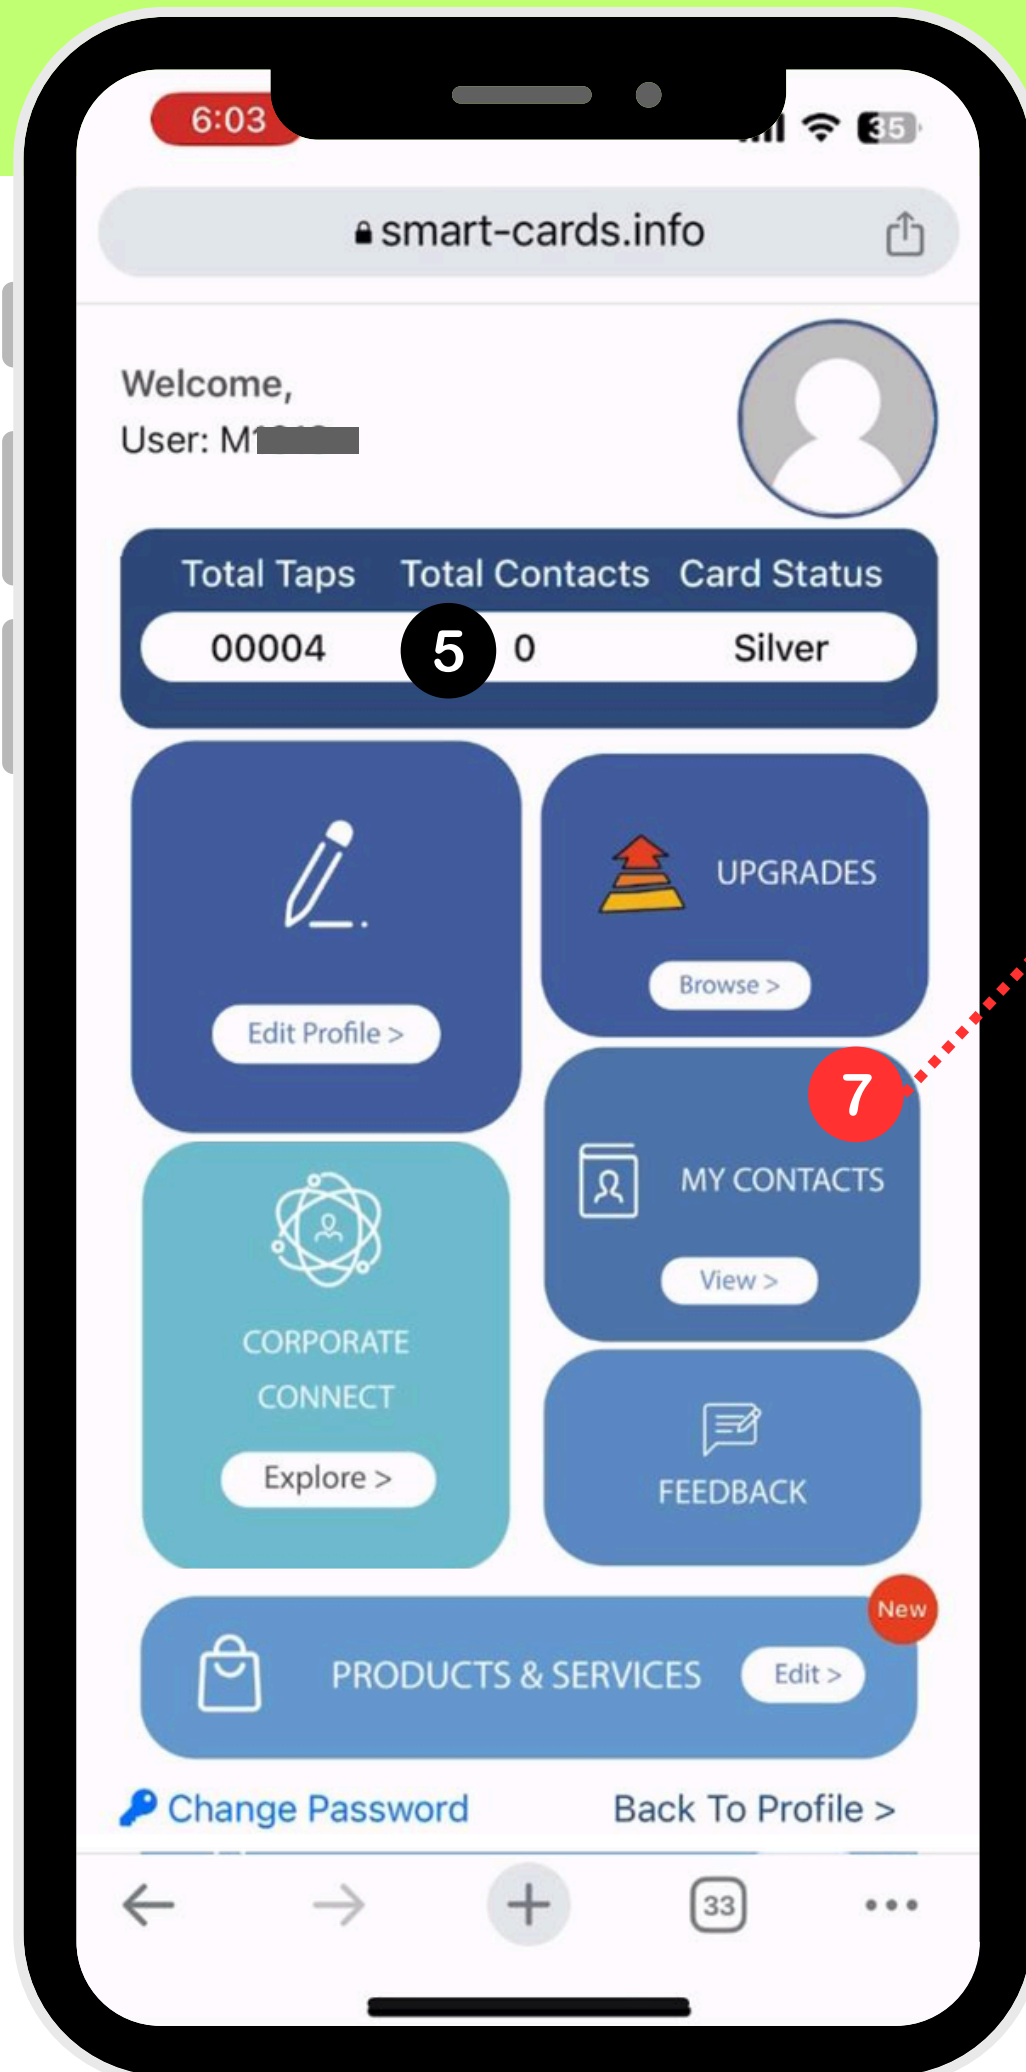 6:03
35
smart-cards.info
Welcome,
User: M
Total Taps Total Contacts Card Status
00004 5 0 Silver
UPGRADES
Browse >
Edit Profile >
7
MY CONTACTS
View >
CORPORATE
CONNECT
Explore >
FEEDBACK
New
PRODUCTS & SERVICES Edit >
Change Password Back To Profile >
33